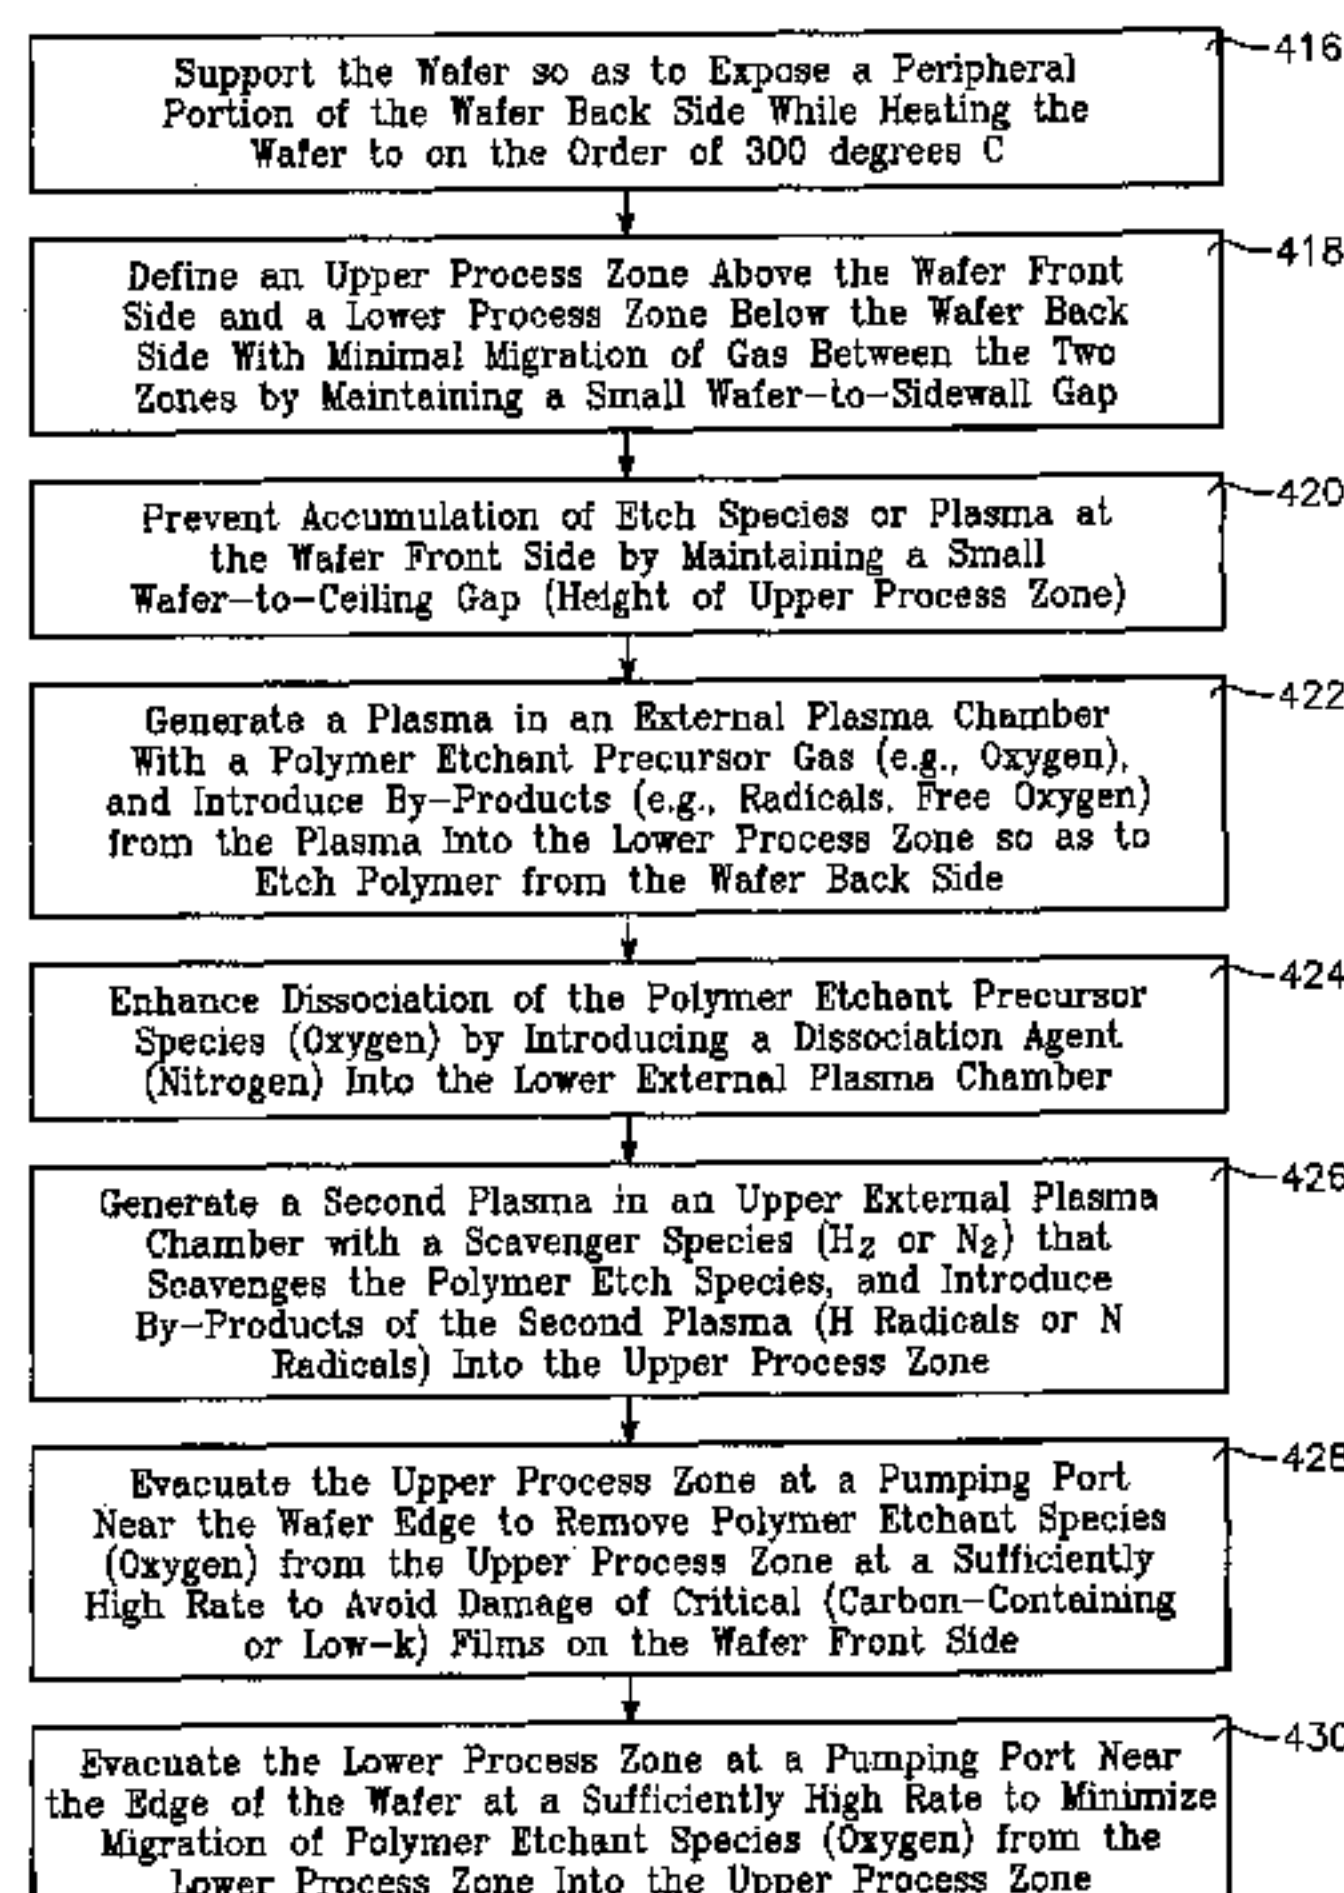 416
Support the Wafer so as to Expose a Peripheral
Portion of the Wafer Back Side While Heating the
Wafer to on the Order of 300 degrees C
418
Define an Upper Process Zone Above the Wafer Front
Side and a Lower Process Zone Below the Wafer Back
Side With Minimal Migration of Gas Between the Two
Zones by Maintaining a Small Wafer-to-Sidewall Gap
420
Prevent Accumulation of Etch Species or Plasma at
the Wafer Front Side by Maintaining a Small
Wafer-to-Ceiling Gap (Height of Upper Process Zone)
422
Generate a Plasma in an External Plasma Chamber
With a Polymer Etchant Precursor Gas (e.g., Oxygen),
and Introduce By-Products (e.g., Radicals, Free Oxygen)
from the Plasma Into the Lower Process Zone so as to
Etch Polymer from the Wafer Back Side
424
Enhance Dissociation of the Polymer Etchant Precursor
Species (Oxygen) by Introducing a Dissociation Agent
(Nitrogen) Into the Lower External Plasma Chamber
426
Generate a Second Plasma in an Upper External Plasma
Chamber with a Scavenger Species (H2 or N2) that
Scavenges the Polymer Etch Species, and Introduce
By-Products of the Second Plasma (H Radicals or N
Radicals) Into the Upper Process Zone
428
Evacuate the Upper Process Zone at a Pumping Port
Near the Wafer Edge to Remove Polymer Etchant Species
(Oxygen) from the Upper Process Zone at a Sufficiently
High Rate to Avoid Damage of Critical (Carbon-Containing
or Low-k) Films on the Wafer Front Side
430
Evacuate the Lower Process Zone at a Pumping Port Near
the Edge of the Wafer at a Sufficiently High Rate to Minimize
Migration of Polymer Etchant Species (Oxygen) from the
Lower Process Zone Into the Upper Process Zone